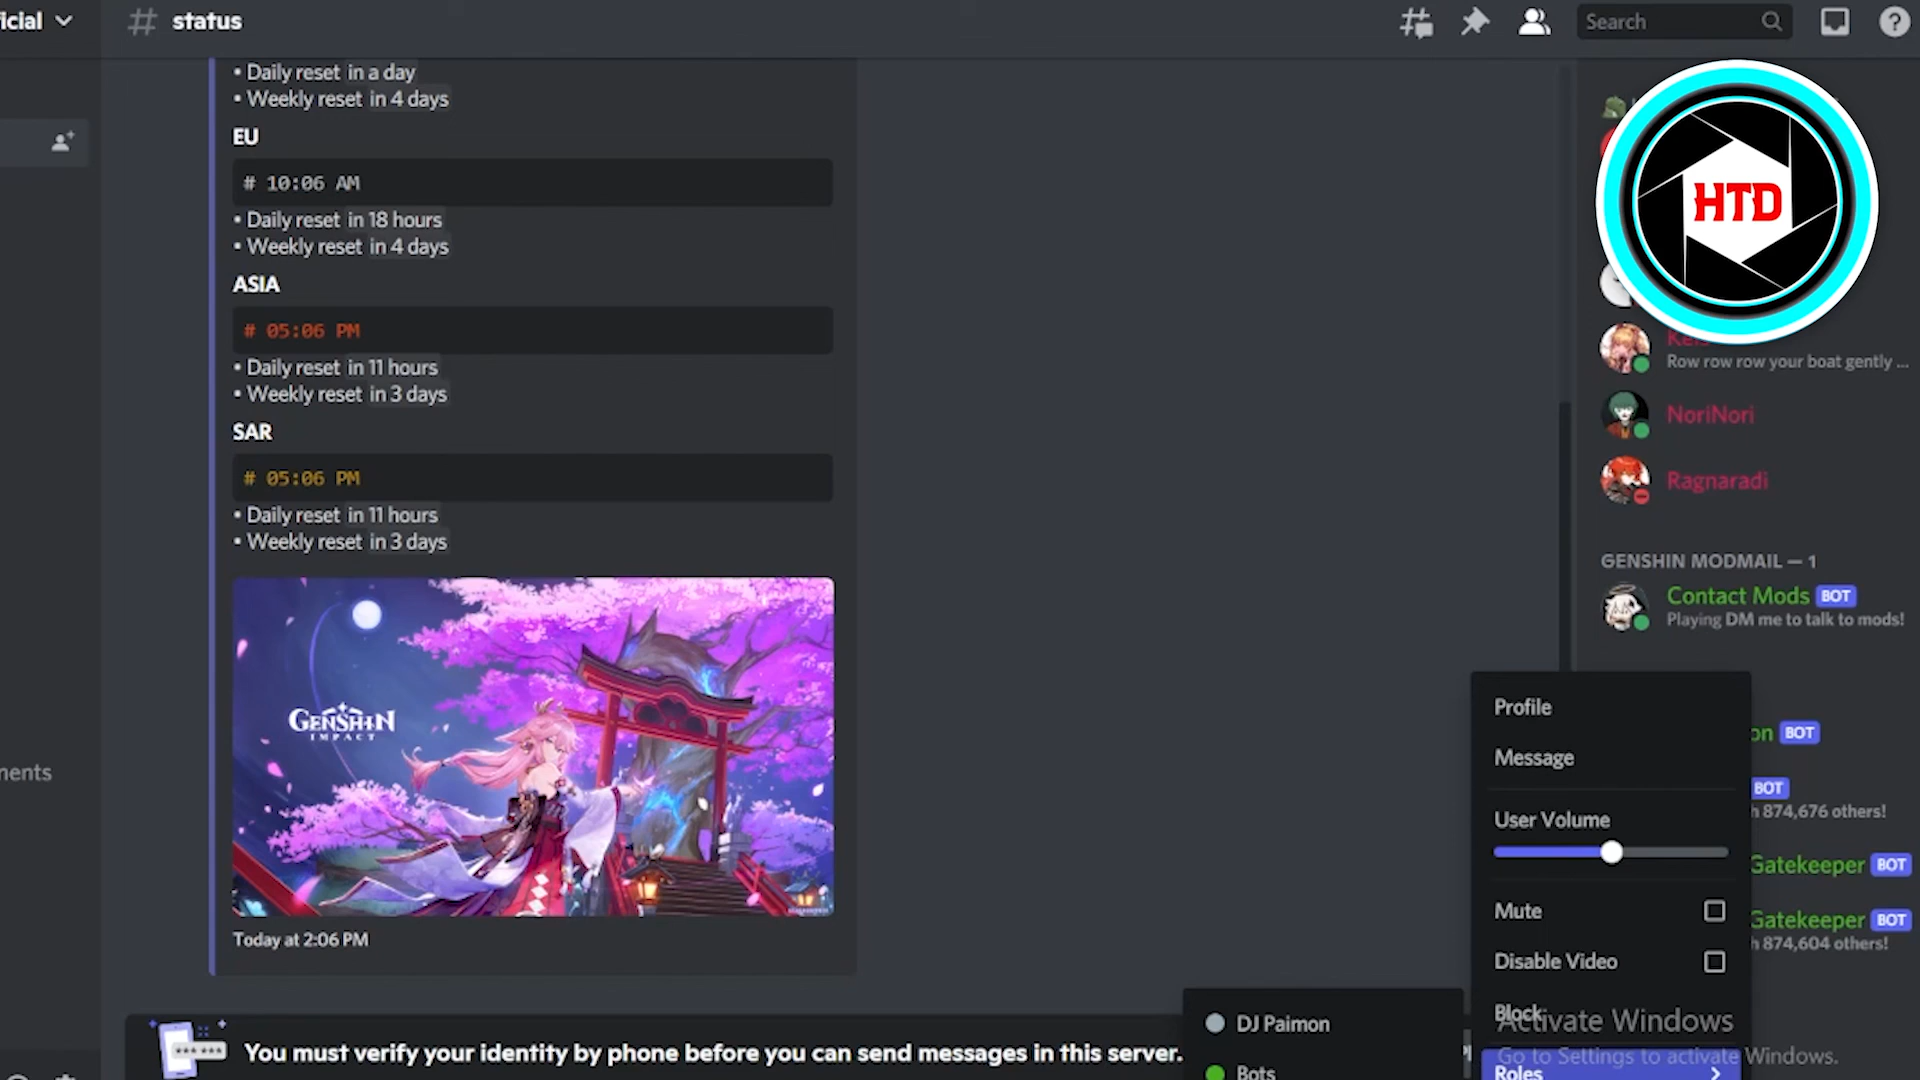 icial
status
Search
• Daily reset in a day
• Weekly reset in 4 days
EU
# 10:06 AM
• Daily reset in 18 hours
• Weekly reset in 4 days
ASIA
# 05:06 PM
• Daily reset in 11 hours
• Weekly reset in 3 days
SAR
# 05:06 PM
• Daily reset in 11 hours
• Weekly reset in 3 days
GENSHIN
IMPACT
Today at 2:06 PM
You must verify your identity by phone before you can send messages in this server.
nents
HTD
Row row row your boat gently ...
NoriNori
Ragnaradi
GENSHIN MODMAIL — 1
Contact Mods BOT
Playing DM me to talk to mods!
on BOT
BOT
h 874,676 others!
Gatekeeper BOT
Gatekeeper BOT
h 874,604 others!
Profile
Message
User Volume
Mute
Disable Video
Block
Roles
DJ Paimon
Bots
Activate Windows
Go to Settings to activate Windows.